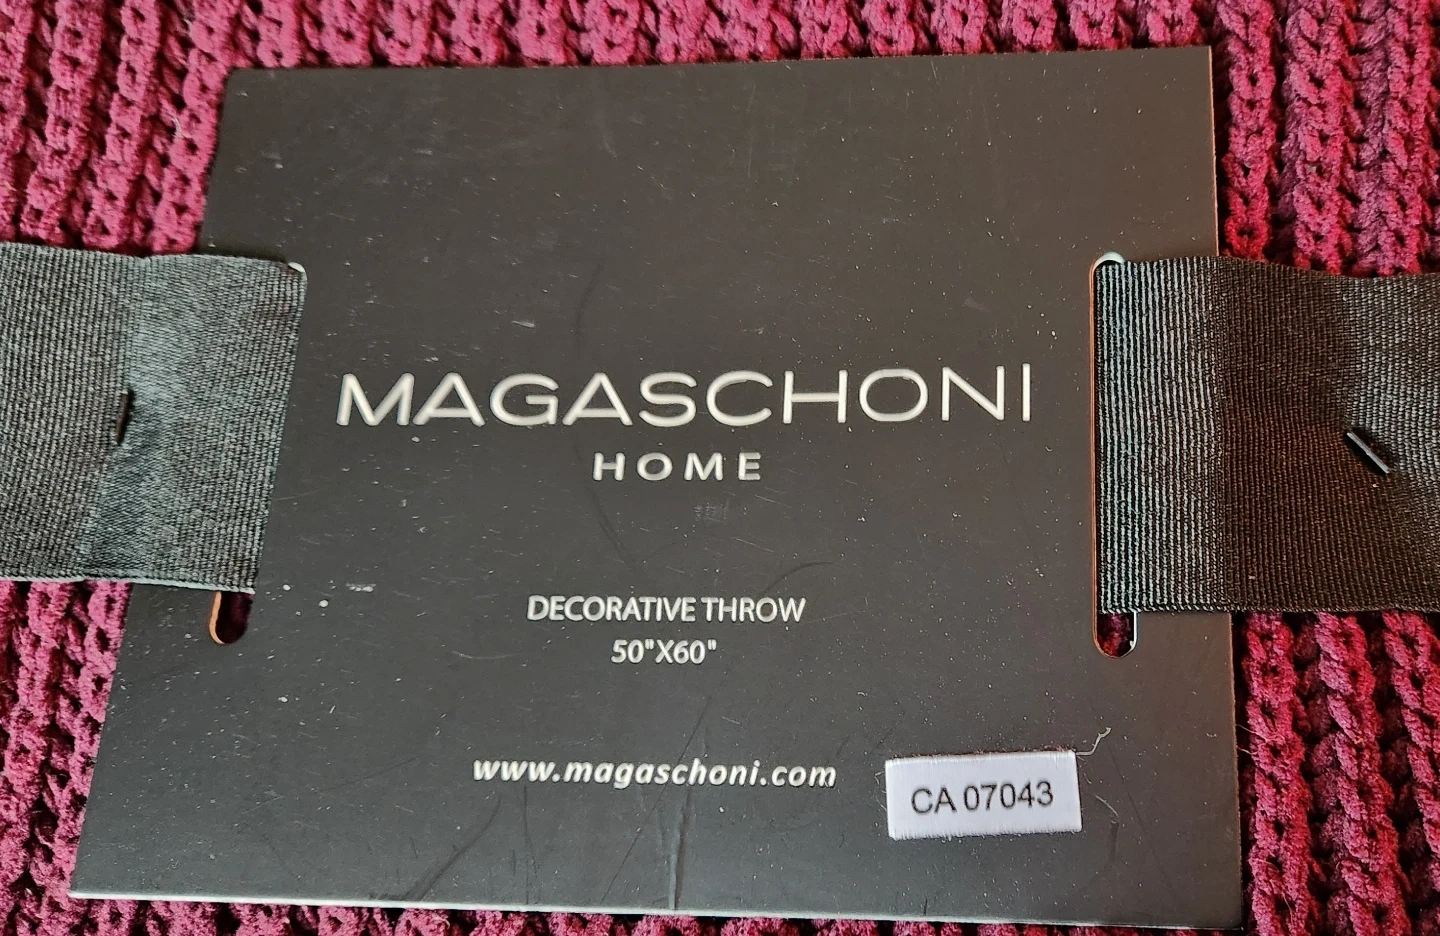 MAGASCHONI
HOME
DECORATIVE THROW
50"X60"
www.magaschoni.com
CA 07043